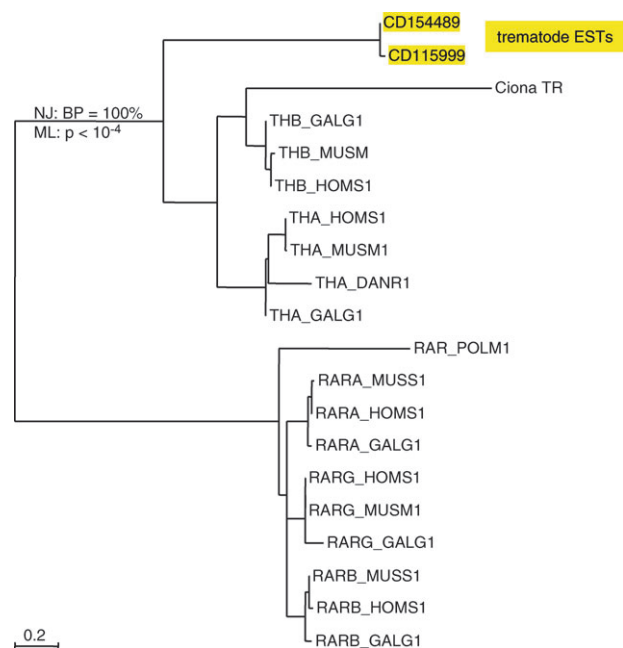 CD154489
trematode ESTs
CD115999
Ciona TR
NJ: BP = 100%
ML: p < 10⁻⁴
THB_GALG1
THB_MUSM
THB_HOMS1
THA_HOMS1
THA_MUSM1
THA_DANR1
THA_GALG1
RAR_POLM1
RARA_MUSS1
RARA_HOMS1
RARA_GALG1
RARG_HOMS1
RARG_MUSM1
RARG_GALG1
RARB_MUSS1
RARB_HOMS1
RARB_GALG1
0.2